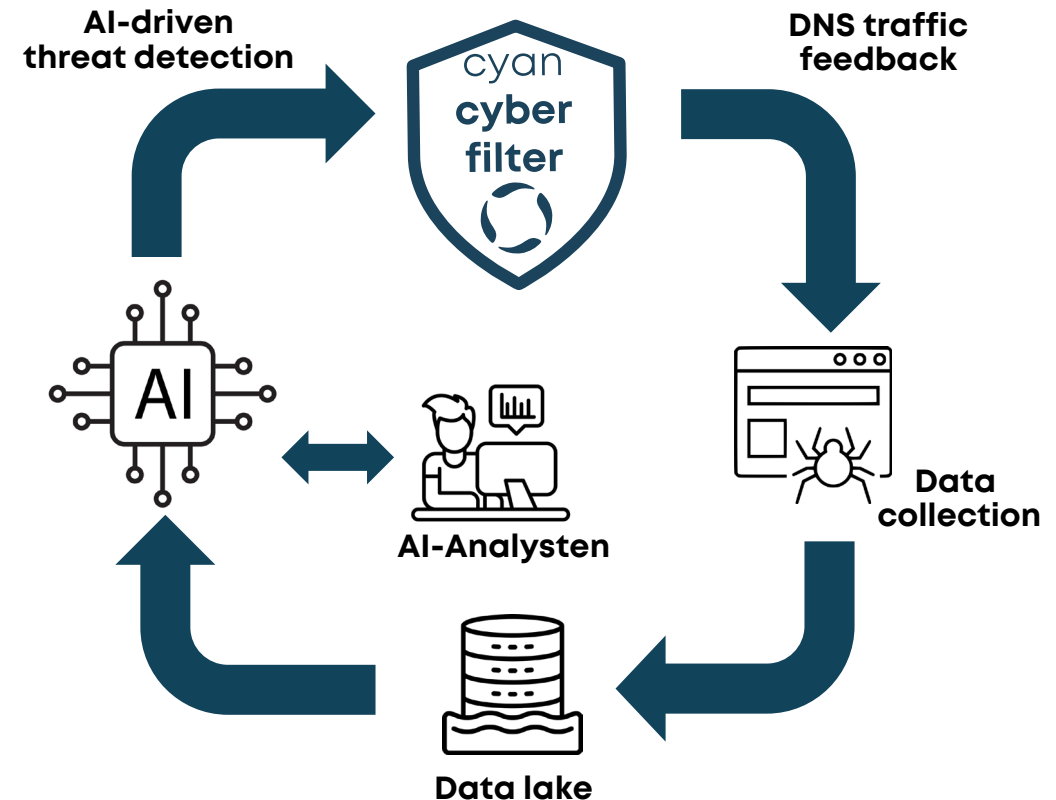 AI-driven
threat detection
cyan
cyber
filter
DNS traffic
feedback
AI
AI-Analysten
Data
collection
Data lake